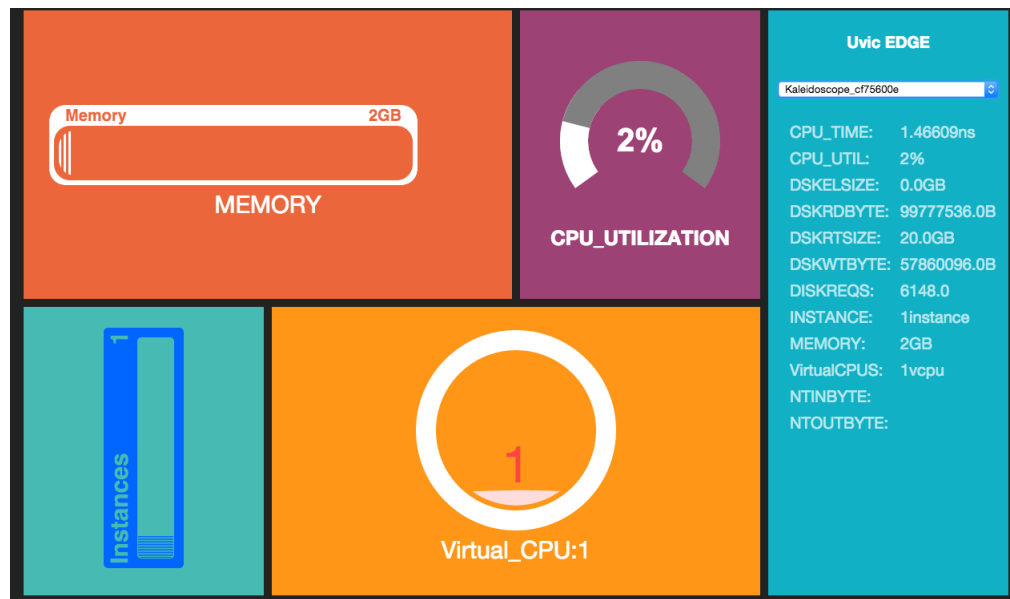 Memory 2GB
MEMORY
2%
CPU_UTILIZATION
Instances 1
1
Virtual_CPU:1
Uvic EDGE
Kaleidoscope_cf75600e
CPU_TIME: 1.46609ns
CPU_UTIL: 2%
DSKELSIZE: 0.0GB
DSKRDBYTE: 99777536.0B
DSKRTSIZE: 20.0GB
DSKWTBYTE: 57860096.0B
DISKREQS: 6148.0
INSTANCE: 1instance
MEMORY: 2GB
VirtualCPUS: 1vcpu
NTINBYTE:
NTOUTBYTE: